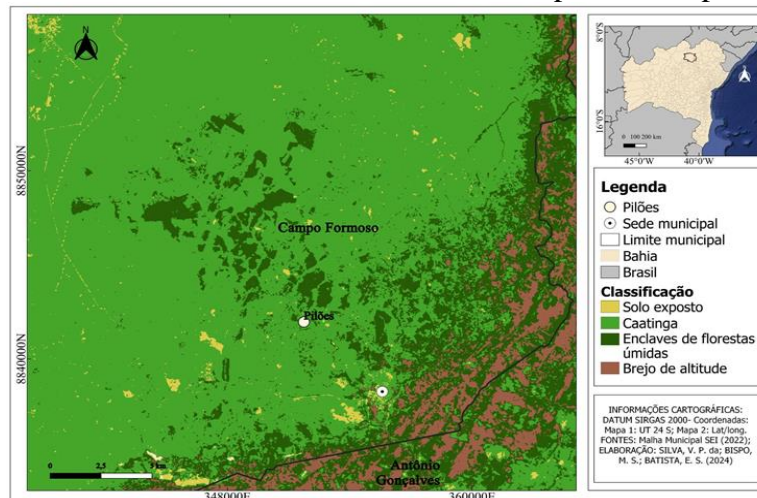 N
Campo Formoso
Pilões
Antônio
Gonçalves
8850000N
8840000N
348000E
360000E
0 2,5 5 km
8°0'S
16°0'S
0 100 200 km
45°0'W 40°0'W
Legenda
Pilões
Sede municipal
Limite municipal
Bahia
Brasil
Classificação
Solo exposto
Caatinga
Enclaves de florestas
úmidas
Brejo de altitude
INFORMAÇÕES CARTOGRÁFICAS:
DATUM SIRGAS 2000- Coordenadas:
Mapa 1: UT 24 S; Mapa 2: Lat/long.
FONTES: Malha Municipal SEI (2022);
ELABORAÇÃO: SILVA, V. P. da; BISPO,
M. S.; BATISTA, E. S. (2024)